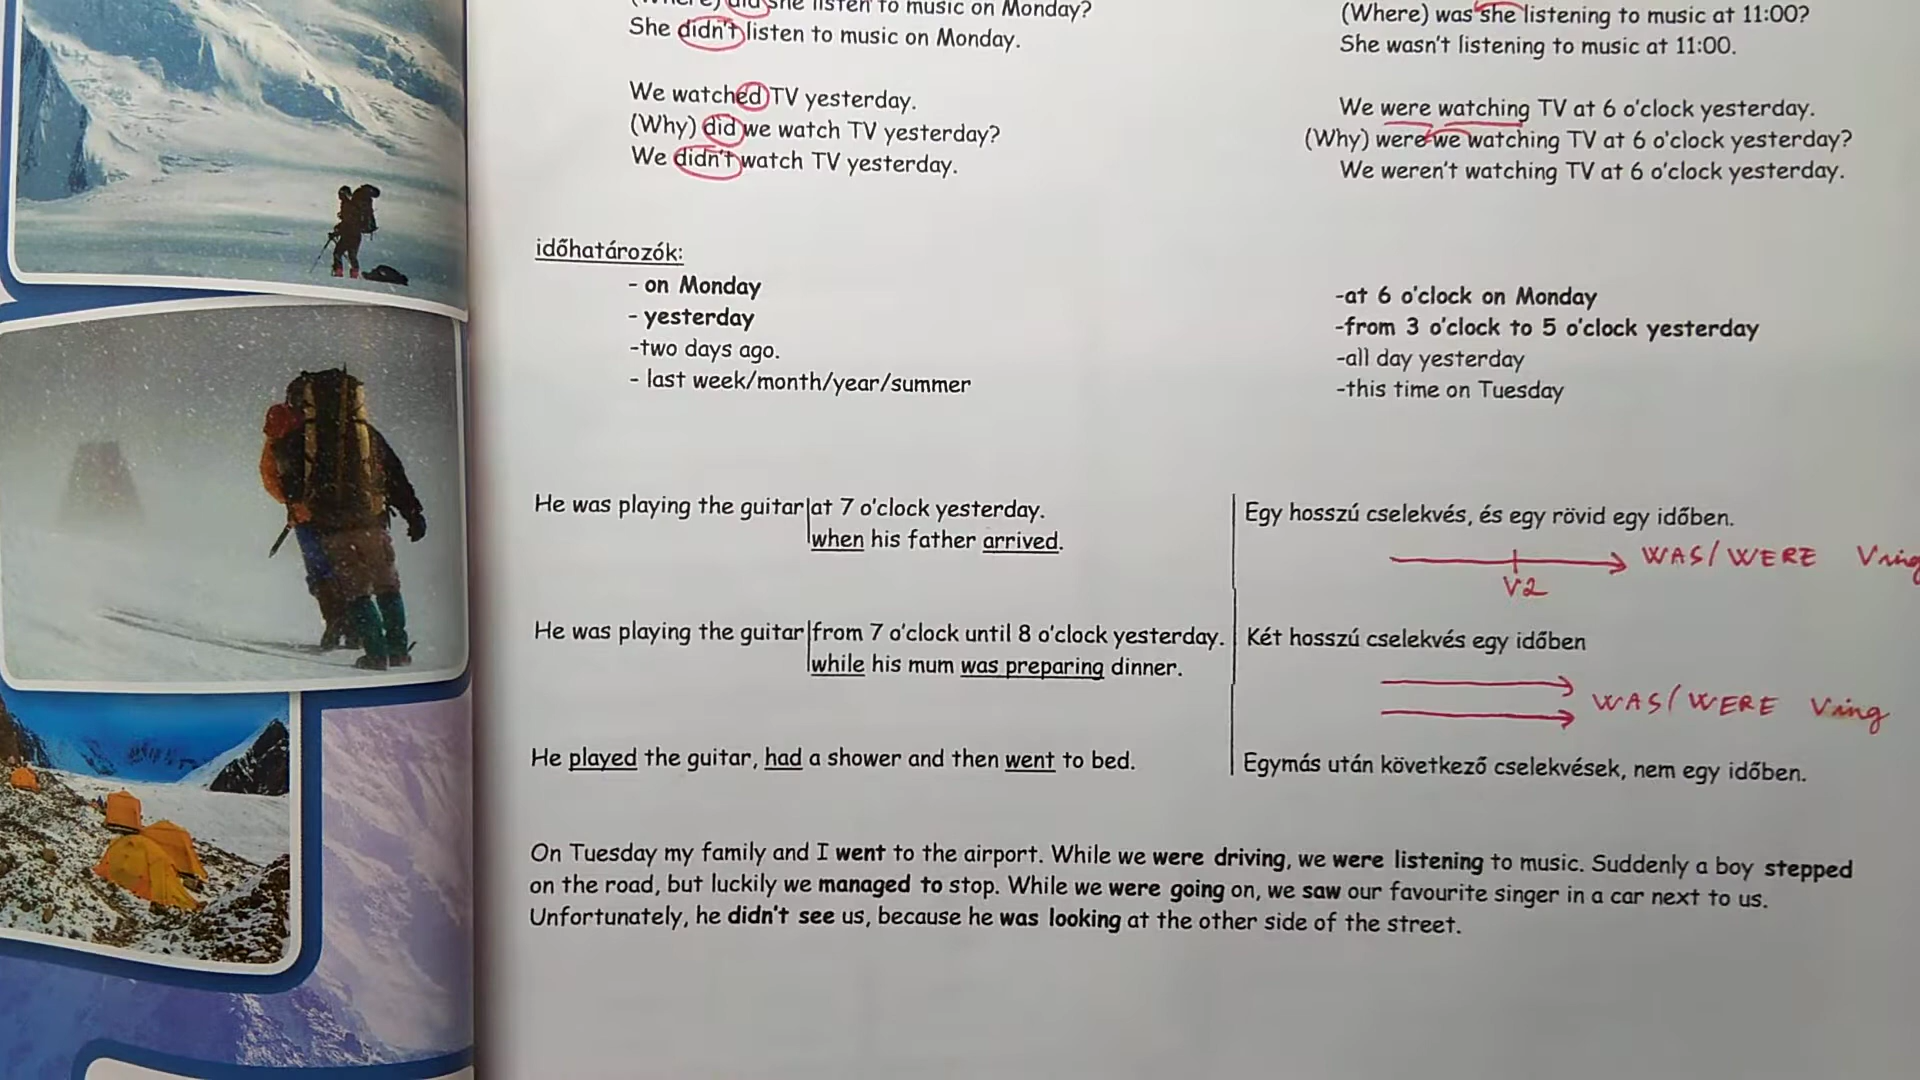 (Where) did she listen to music on Monday?
She didn't listen to music on Monday.
We watched TV yesterday.
(Why) did we watch TV yesterday?
We didn't watch TV yesterday.
(Where) was she listening to music at 11:00?
She wasn't listening to music at 11:00.
We were watching TV at 6 o'clock yesterday.
(Why) were we watching TV at 6 o'clock yesterday?
We weren't watching TV at 6 o'clock yesterday.
időhatározók:
- on Monday
- yesterday
-two days ago.
- last week/month/year/summer
-at 6 o'clock on Monday
-from 3 o'clock to 5 o'clock yesterday
-all day yesterday
-this time on Tuesday
He was playing the guitar at 7 o'clock yesterday.
when his father arrived.
Egy hosszú cselekvés, és egy rövid egy időben.
WAS/WERE Ving
V2
He was playing the guitar from 7 o'clock until 8 o'clock yesterday.
while his mum was preparing dinner.
Két hosszú cselekvés egy időben
WAS/WERE Ving
He played the guitar, had a shower and then went to bed.
Egymás után következő cselekvések, nem egy időben.
On Tuesday my family and I went to the airport. While we were driving, we were listening to music. Suddenly a boy stepped
on the road, but luckily we managed to stop. While we were going on, we saw our favourite singer in a car next to us.
Unfortunately, he didn't see us, because he was looking at the other side of the street.